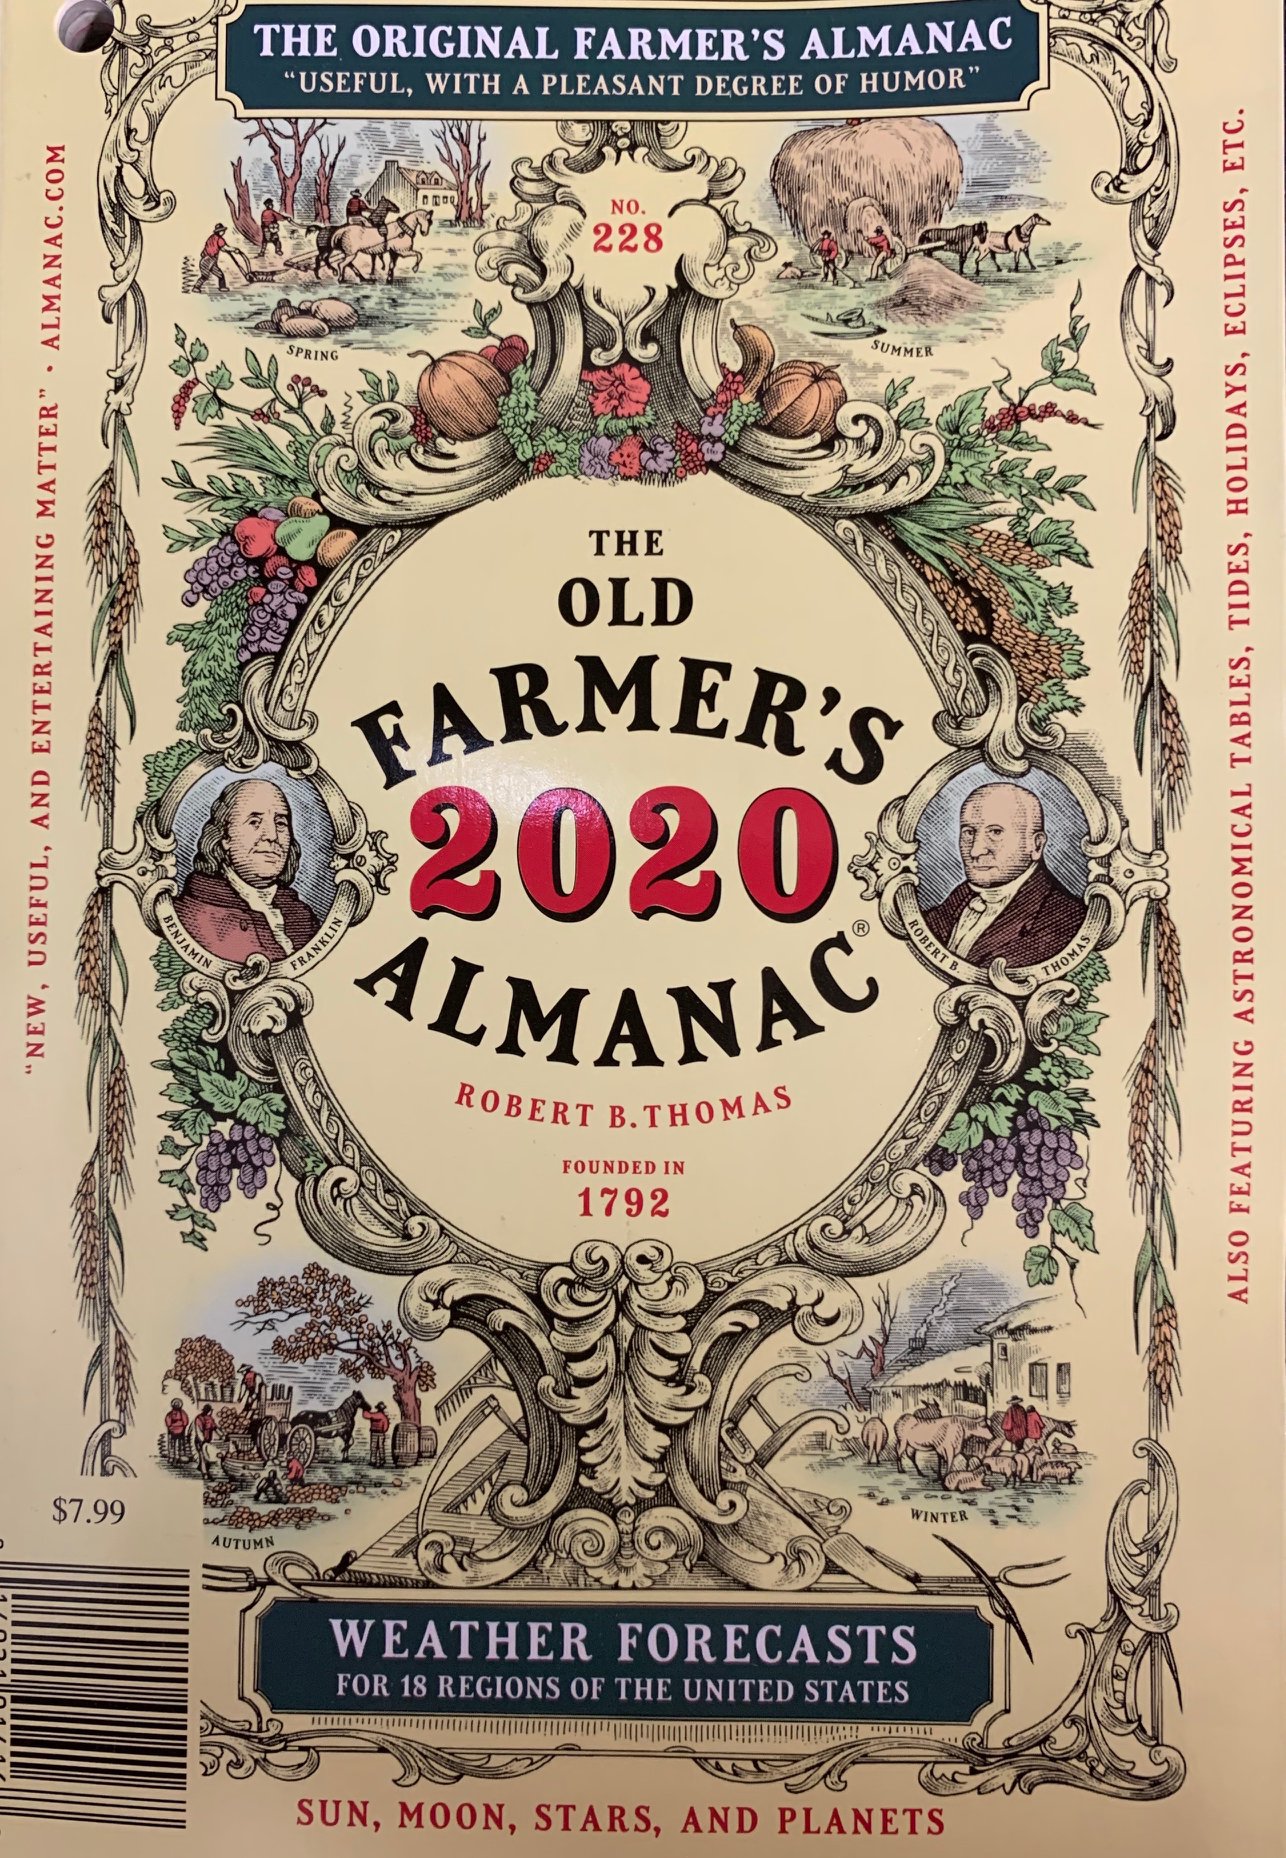 THE ORIGINAL FARMER'S ALMANAC
"USEFUL, WITH A PLEASANT DEGREE OF HUMOR"
NO.
228
SPRING
SUMMER
"NEW, USEFUL, AND ENTERTAINING MATTER" · ALMANAC.COM
ALSO FEATURING ASTRONOMICAL TABLES, TIDES, HOLIDAYS, ECLIPSES, ETC.
THE
OLD
FARMER'S
2020
ALMANAC®
BENJAMIN FRANKLIN
ROBERT B. THOMAS
ROBERT B. THOMAS
FOUNDED IN
1792
$7.99
AUTUMN
WINTER
WEATHER FORECASTS
FOR 18 REGIONS OF THE UNITED STATES
SUN, MOON, STARS, AND PLANETS